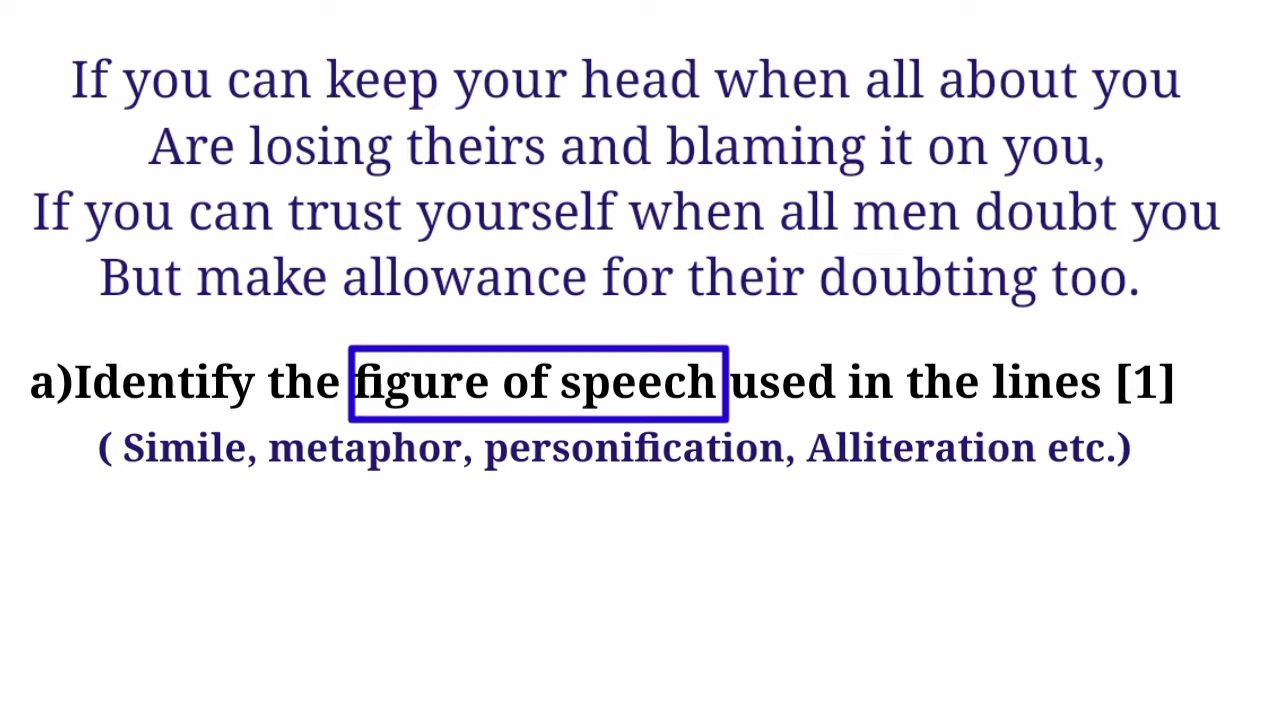 If you can keep your head when all about you
Are losing theirs and blaming it on you,
If you can trust yourself when all men doubt you
But make allowance for their doubting too.
a)Identify the figure of speech used in the lines [1]
( Simile, metaphor, personification, Alliteration etc.)